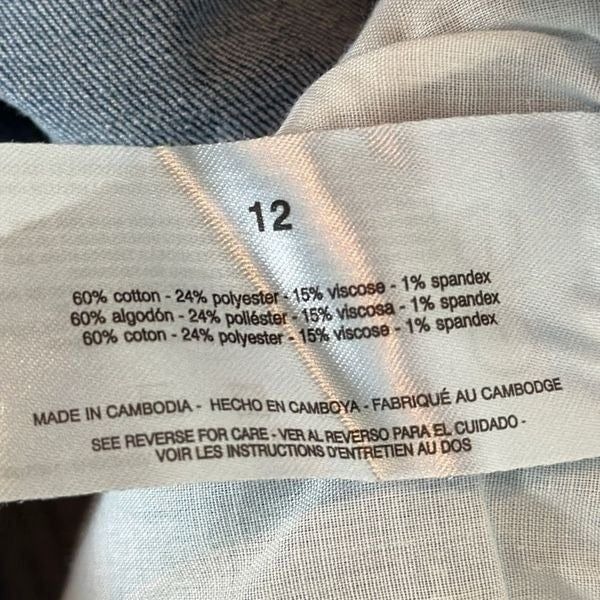 12
60% cotton - 24% polyester - 15% viscose - 1% spandex
60% algodón - 24% poliéster - 15% viscosa - 1% spandex
60% coton - 24% polyester - 15% viscose - 1% spandex
MADE IN CAMBODIA - HECHO EN CAMBOYA - FABRIQUÉ AU CAMBODGE
SEE REVERSE FOR CARE - VER AL REVERSO PARA EL CUIDADO -
VOIR LES INSTRUCTIONS D'ENTRETIEN AU DOS